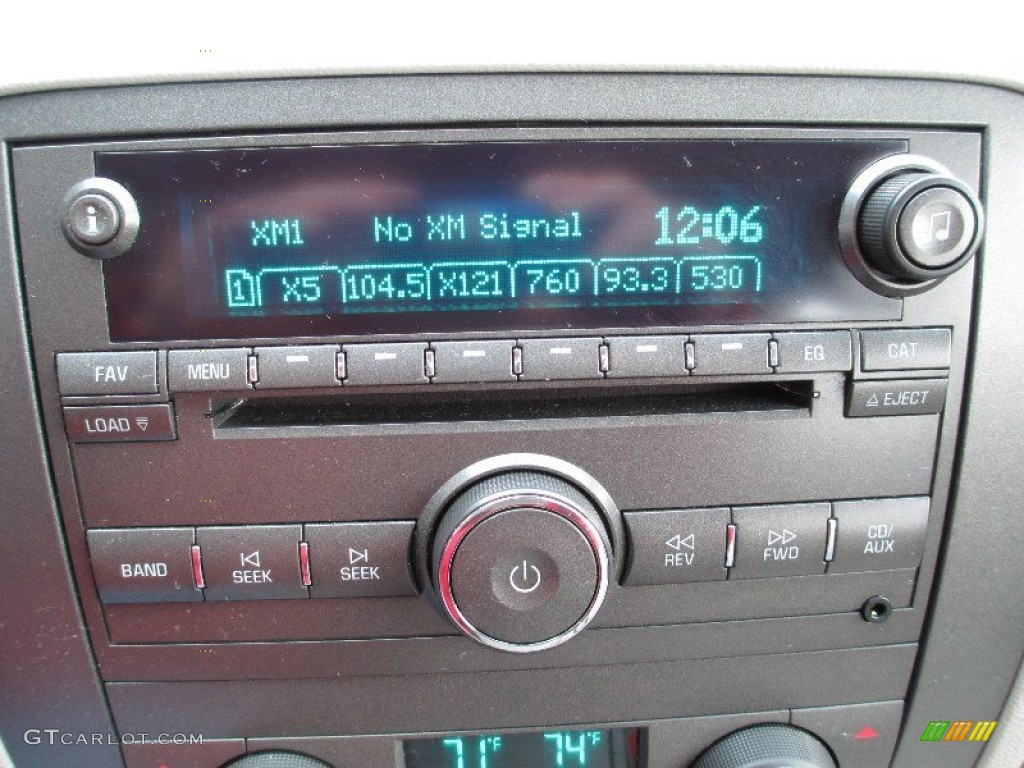 XM1 No XM Signal 12:06
1 X5 104.5 X121 760 93.3 530
FAV MENU EQ CAT
LOAD EJECT
BAND SEEK SEEK REV FWD CD/
AUX
71°F 74°F
GTCARLOT.COM